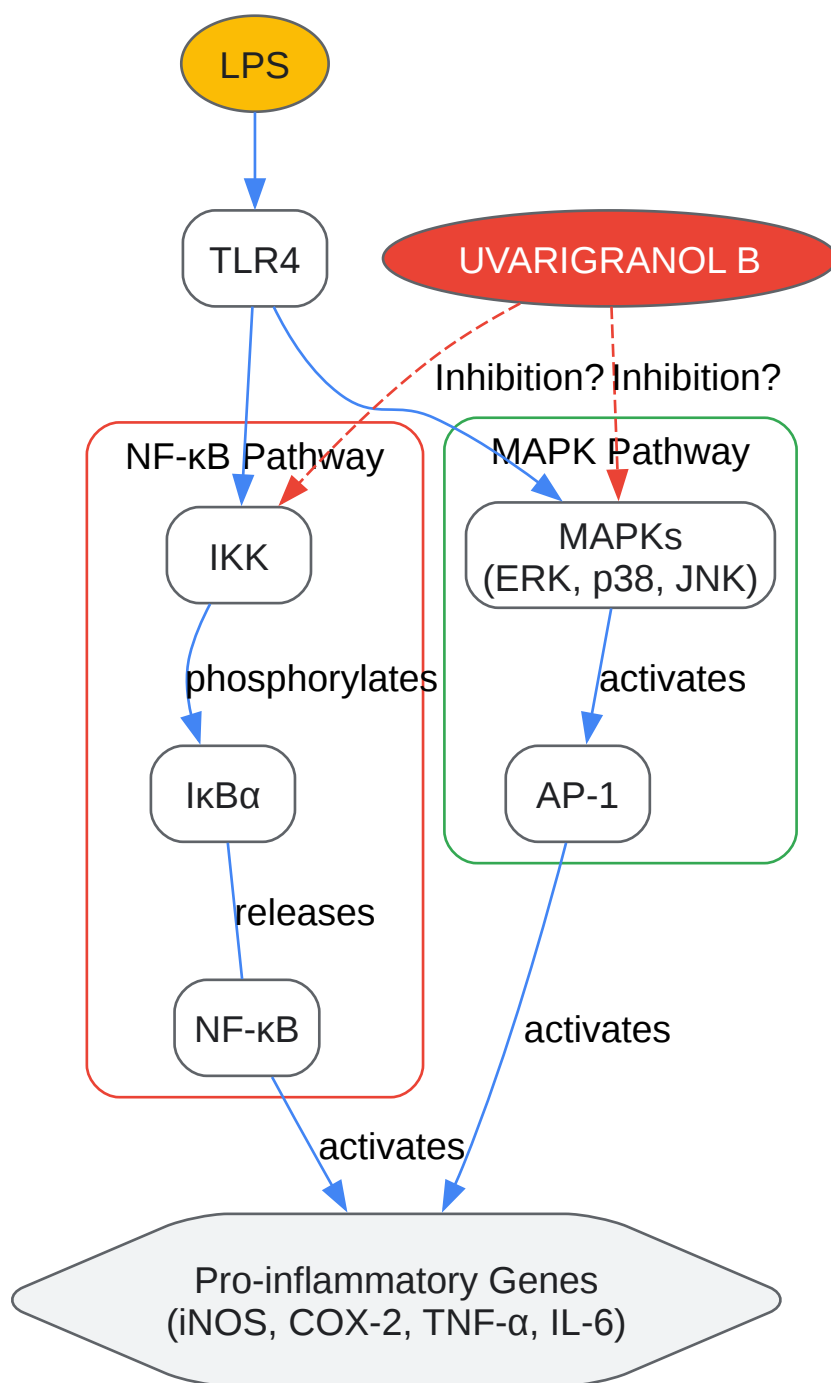 LPS
TLR4
UVARIGRANOL B
Inhibition?
Inhibition?
NF-κB Pathway
MAPK Pathway
IKK
MAPKs
(ERK, p38, JNK)
phosphorylates
activates
IκBα
AP-1
releases
NF-κB
activates
activates
Pro-inflammatory Genes
(iNOS, COX-2, TNF-α, IL-6)